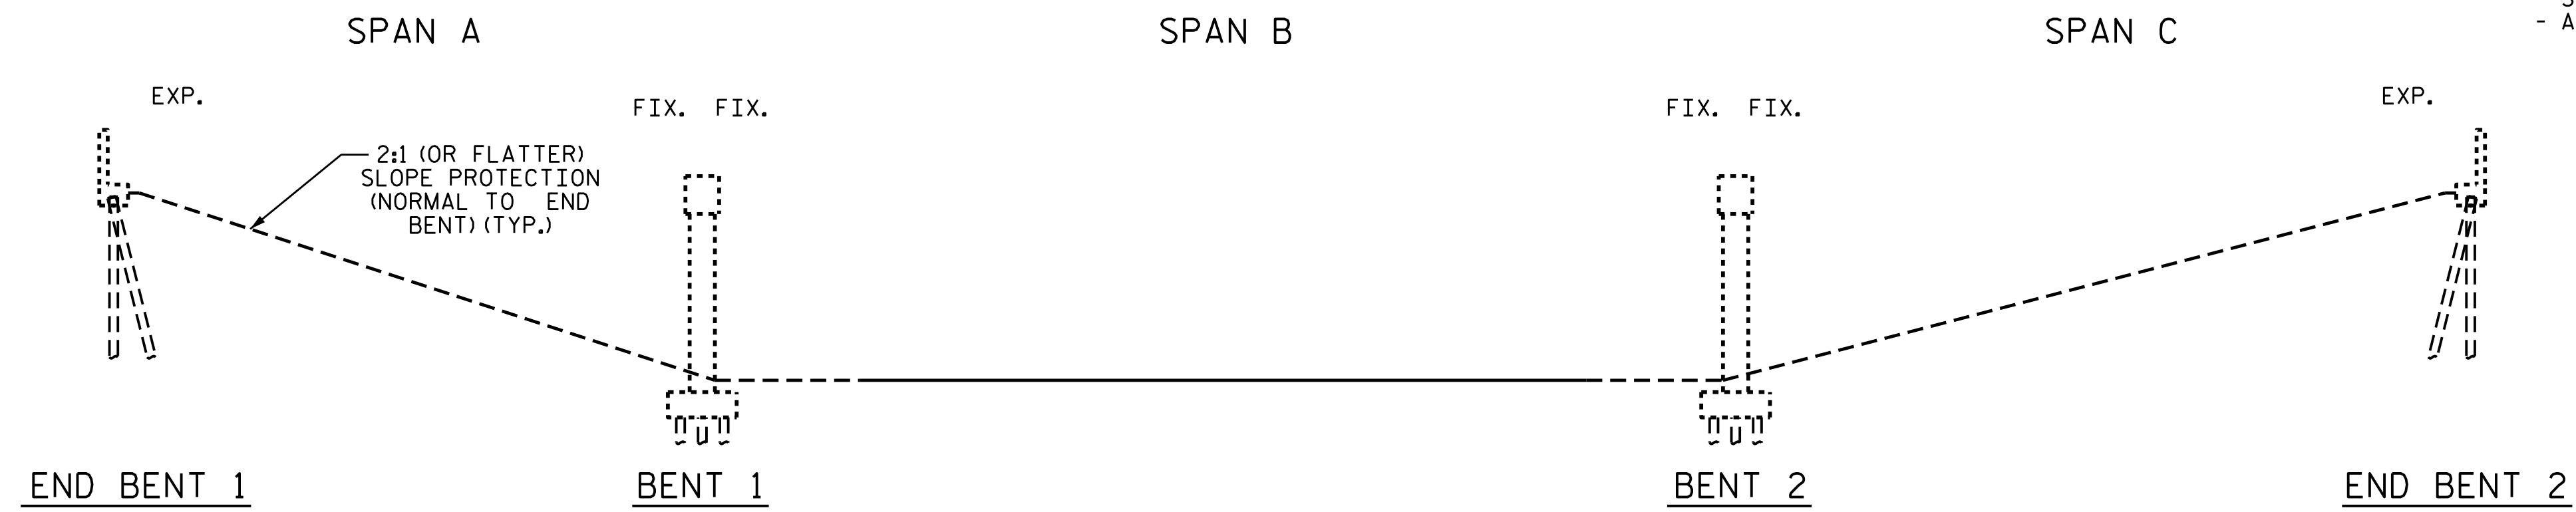 SPAN A
SPAN B
SPAN C
- A
EXP.
FIX. FIX.
FIX. FIX.
EXP.
2:1 (OR FLATTER)
SLOPE PROTECTION
(NORMAL TO END
BENT) (TYP.)
END BENT 1
BENT 1
BENT 2
END BENT 2